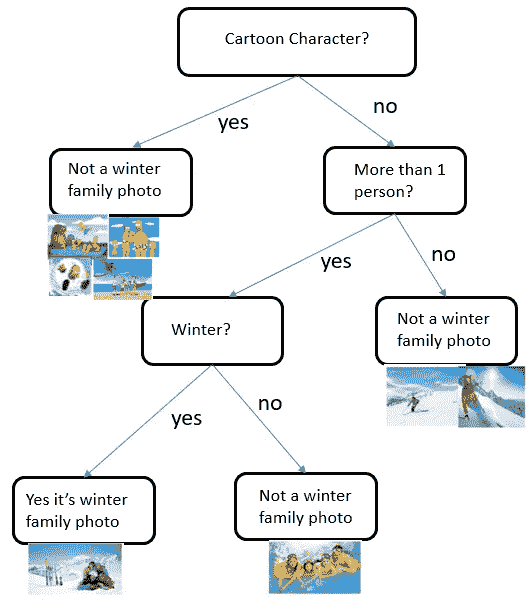 Cartoon Character?
yes
no
Not a winter
family photo
More than 1
person?
yes
no
Winter?
Not a winter
family photo
yes
no
Yes it’s winter
family photo
Not a winter
family photo